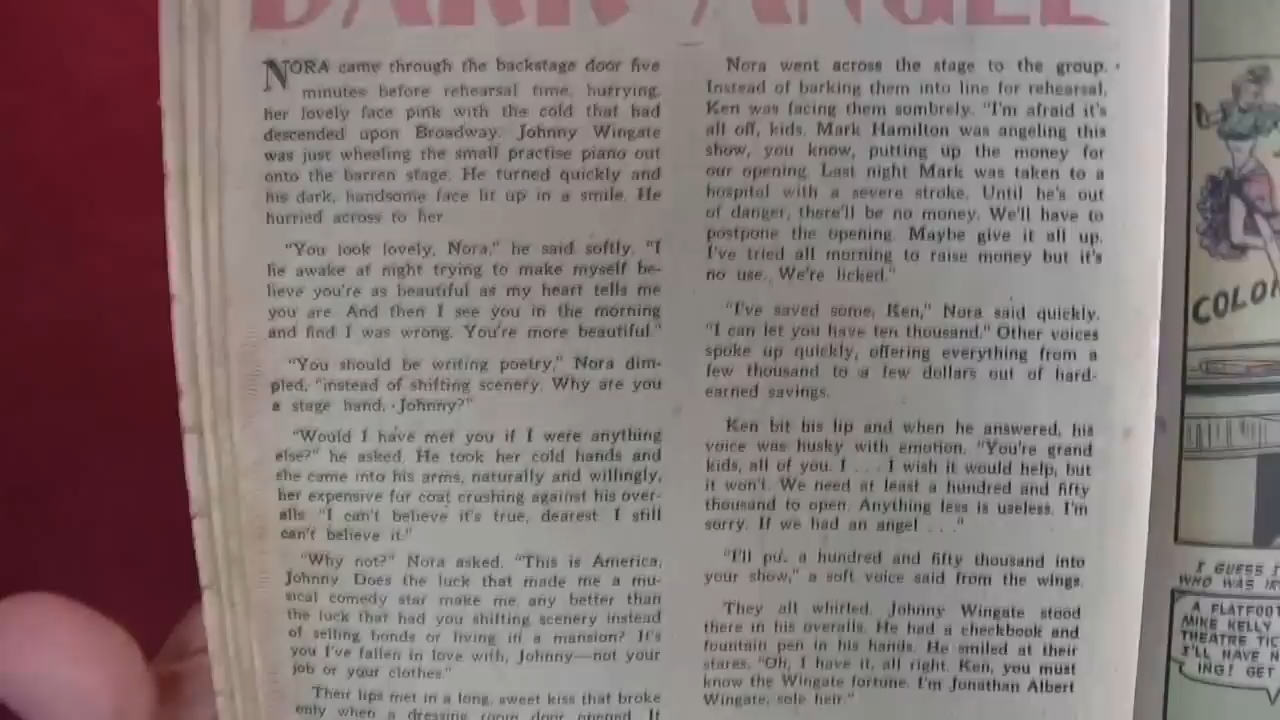 DARK ANGEL
NORA came through the backstage door five
minutes before rehearsal time, hurrying,
her lovely face pink with the cold that had
descended upon Broadway. Johnny Wingate
was just wheeling the small practise piano out
onto the barren stage. He turned quickly and
his dark, handsome face lit up in a smile. He
hurried across to her
"You look lovely, Nora," he said softly. "I
lie awake at night trying to make myself be-
lieve you're as beautiful as my heart tells me
you are. And then I see you in the morning
and find I was wrong. You're more beautiful."
"You should be writing poetry," Nora dim-
pled, "instead of shifting scenery. Why are you
a stage hand, Johnny?"
"Would I have met you if I were anything
else?" he asked. He took her cold hands and
she came into his arms, naturally and willingly,
her expensive fur coat crushing against his over-
alls "I can't believe it's true, dearest. I still
can't believe it."
"Why not?" Nora asked. "This is America,
Johnny Does the luck that made me a mu-
sical comedy star make me any better than
the luck that had you shifting scenery instead
of selling bonds or living in a mansion? It's
you I've fallen in love with, Johnny—not your
job or your clothes."
Their lips met in a long, sweet kiss that broke
only when a dressing room door opened. It
Nora went across the stage to the group.
Instead of barking them into line for rehearsal,
Ken was facing them sombrely. "I'm afraid it's
all off, kids. Mark Hamilton was angeling this
show, you know, putting up the money for
our opening. Last night Mark was taken to a
hospital with a severe stroke. Until he's out
of danger, there'll be no money. We'll have to
postpone the opening. Maybe give it all up.
I've tried all morning to raise money but it's
no use. We're licked."
"I've saved some, Ken," Nora said quickly.
"I can let you have ten thousand." Other voices
spoke up quickly, offering everything from a
few thousand to a few dollars out of hard-
earned savings.
Ken bit his lip and when he answered, his
voice was husky with emotion. "You're grand
kids, all of you. I . . . I wish it would help, but
it won't. We need at least a hundred and fifty
thousand to open. Anything less is useless. I'm
sorry. If we had an angel . . ."
"I'll put a hundred and fifty thousand into
your show," a soft voice said from the wings.
They all whirled. Johnny Wingate stood
there in his overalls. He had a checkbook and
fountain pen in his hands. He smiled at their
stares. "Oh, I have it, all right. Ken, you must
know the Wingate fortune. I'm Jonathan Albert
Wingate, sole heir."
COLO
I GUESS I
WHO WAS
A FLATFOOT
MIKE KELLY
THEATRE TIC
I'LL HAVE N
ING! GET